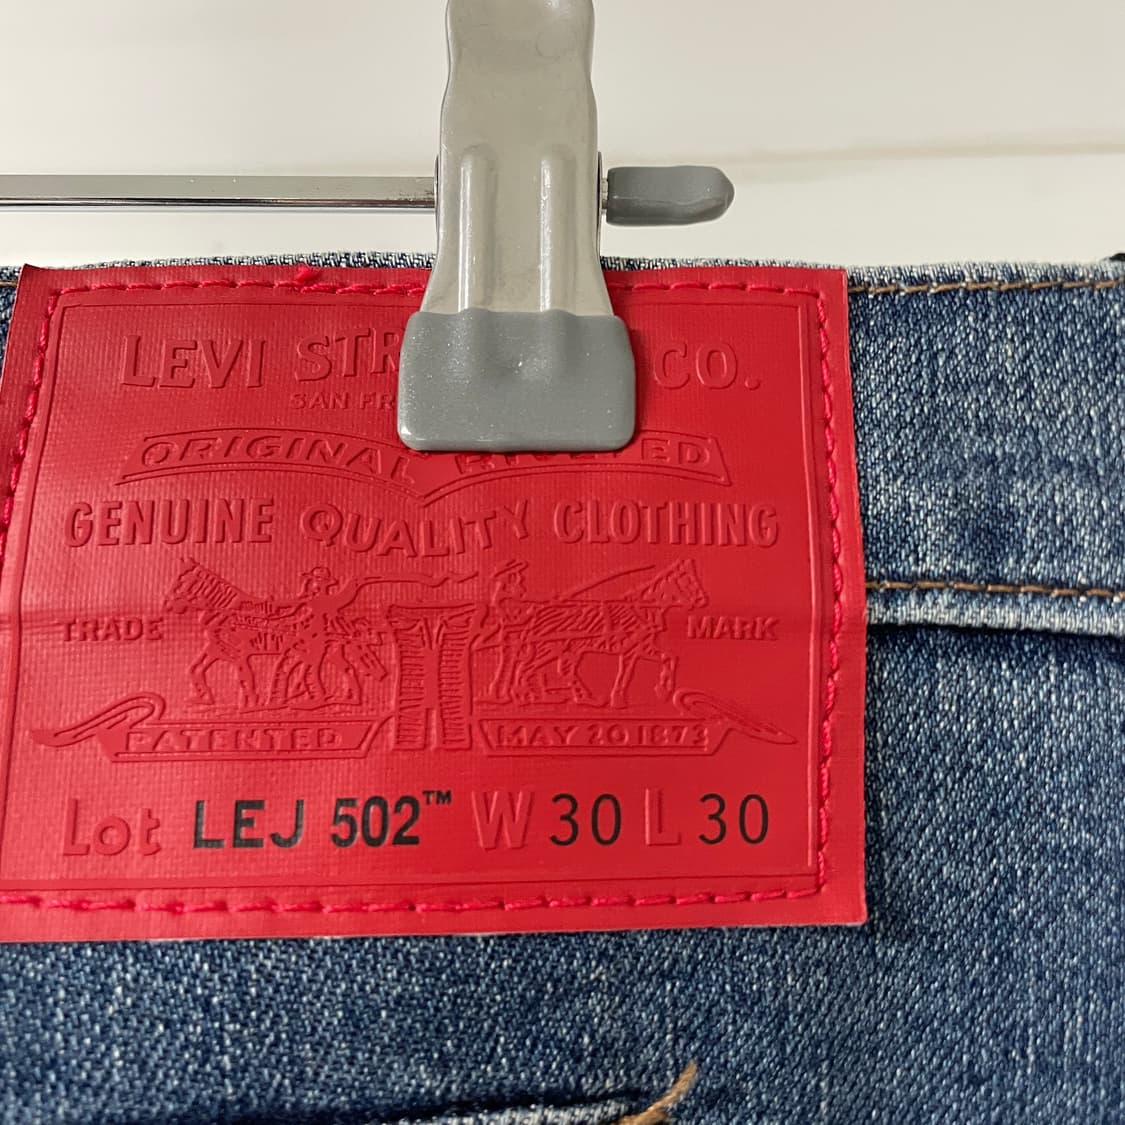 LEVI STR CO.
SAN FR
ORIGINAL RIVETED
GENUINE QUALITY CLOTHING
TRADE MARK
PATENTED MAY 20 1873
Lot LEJ 502™ W 30 L 30